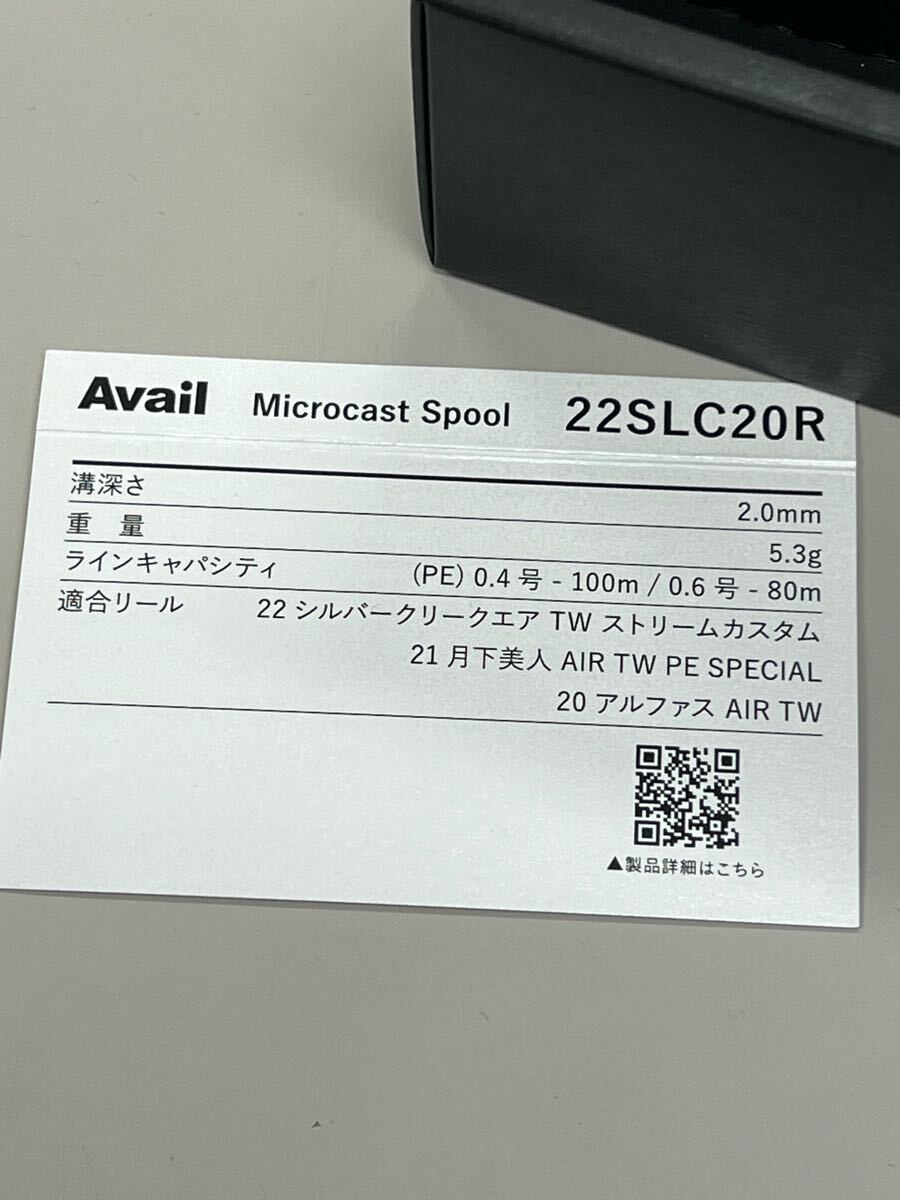 Avail Microcast Spool 22SLC20R
溝深さ 2.0mm
重 量 5.3g
ラインキャパシティ (PE) 0.4 号 - 100m / 0.6 号 - 80m
適合リール 22 シルバークリークエア TW ストリームカスタム
21 月下美人 AIR TW PE SPECIAL
20 アルファス AIR TW
▲製品詳細はこちら